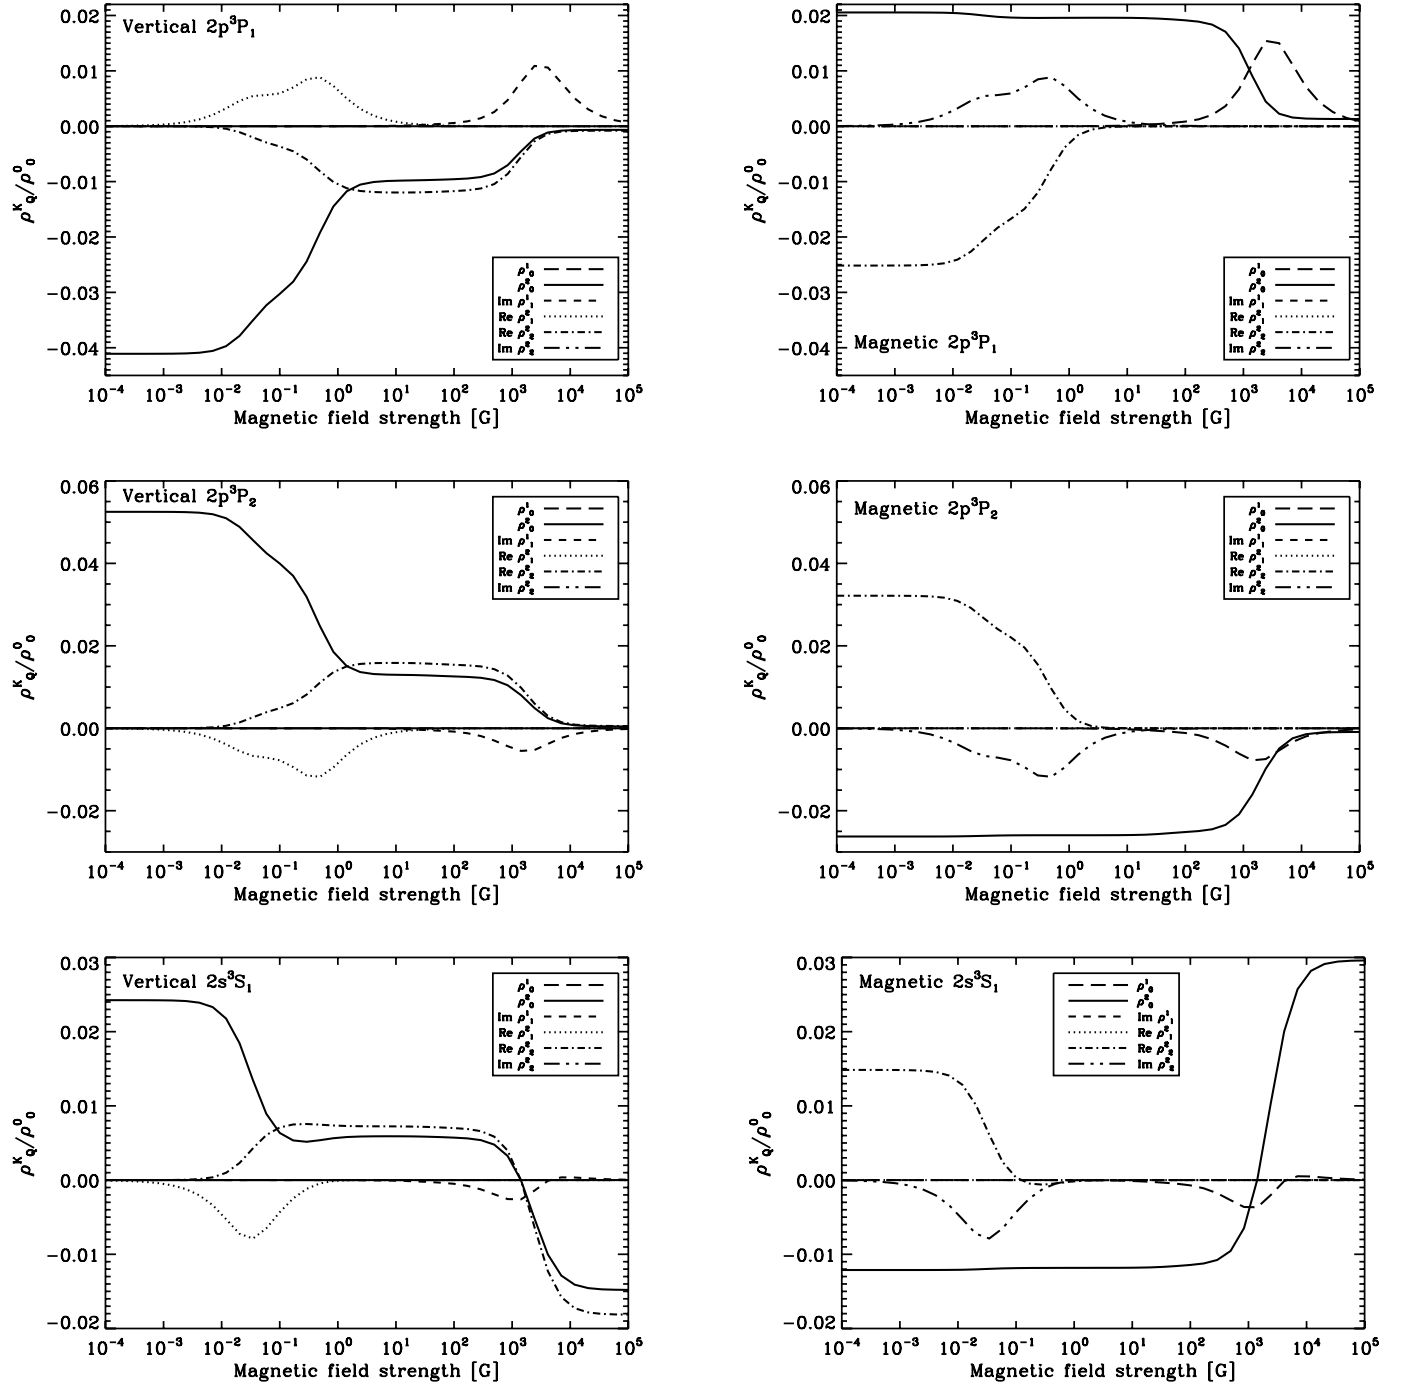 Vertical 2p³P₁
0.02
0.01
0.00
−0.01
−0.02
−0.03
−0.04
ρᴷ_Q/ρ⁰₀
ρ¹₀
ρ²₀
Im ρ¹₁
Re ρ²₁
Re ρ²₂
Im ρ²₂
10⁻⁴ 10⁻³ 10⁻² 10⁻¹ 10⁰ 10¹ 10² 10³ 10⁴ 10⁵
Magnetic field strength [G]
0.02
0.01
0.00
−0.01
−0.02
−0.03
−0.04
ρᴷ_Q/ρ⁰₀
ρ¹₀
ρ²₀
Im ρ¹₁
Re ρ²₁
Re ρ²₂
Im ρ²₂
Magnetic 2p³P₁
10⁻⁴ 10⁻³ 10⁻² 10⁻¹ 10⁰ 10¹ 10² 10³ 10⁴ 10⁵
Magnetic field strength [G]
Vertical 2p³P₂
0.06
0.04
0.02
0.00
−0.02
ρᴷ_Q/ρ⁰₀
ρ¹₀
ρ²₀
Im ρ¹₁
Re ρ²₁
Re ρ²₂
Im ρ²₂
10⁻⁴ 10⁻³ 10⁻² 10⁻¹ 10⁰ 10¹ 10² 10³ 10⁴ 10⁵
Magnetic field strength [G]
Magnetic 2p³P₂
0.06
0.04
0.02
0.00
−0.02
ρᴷ_Q/ρ⁰₀
ρ¹₀
ρ²₀
Im ρ¹₁
Re ρ²₁
Re ρ²₂
Im ρ²₂
10⁻⁴ 10⁻³ 10⁻² 10⁻¹ 10⁰ 10¹ 10² 10³ 10⁴ 10⁵
Magnetic field strength [G]
Vertical 2s³S₁
0.03
0.02
0.01
0.00
−0.01
−0.02
ρᴷ_Q/ρ⁰₀
ρ¹₀
ρ²₀
Im ρ¹₁
Re ρ²₁
Re ρ²₂
Im ρ²₂
10⁻⁴ 10⁻³ 10⁻² 10⁻¹ 10⁰ 10¹ 10² 10³ 10⁴ 10⁵
Magnetic field strength [G]
Magnetic 2s³S₁
0.03
0.02
0.01
0.00
−0.01
−0.02
ρᴷ_Q/ρ⁰₀
ρ¹₀
ρ²₀
Im ρ¹₁
Re ρ²₁
Re ρ²₂
Im ρ²₂
10⁻⁴ 10⁻³ 10⁻² 10⁻¹ 10⁰ 10¹ 10² 10³ 10⁴ 10⁵
Magnetic field strength [G]